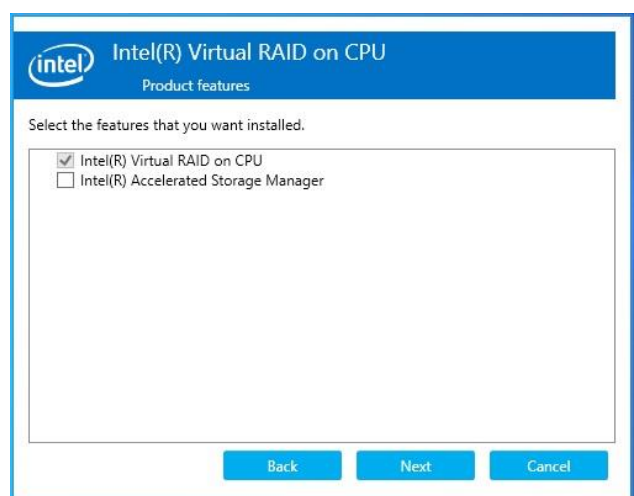 intel
Intel(R) Virtual RAID on CPU
Product features
Select the features that you want installed.
Intel(R) Virtual RAID on CPU
Intel(R) Accelerated Storage Manager
Back Next Cancel